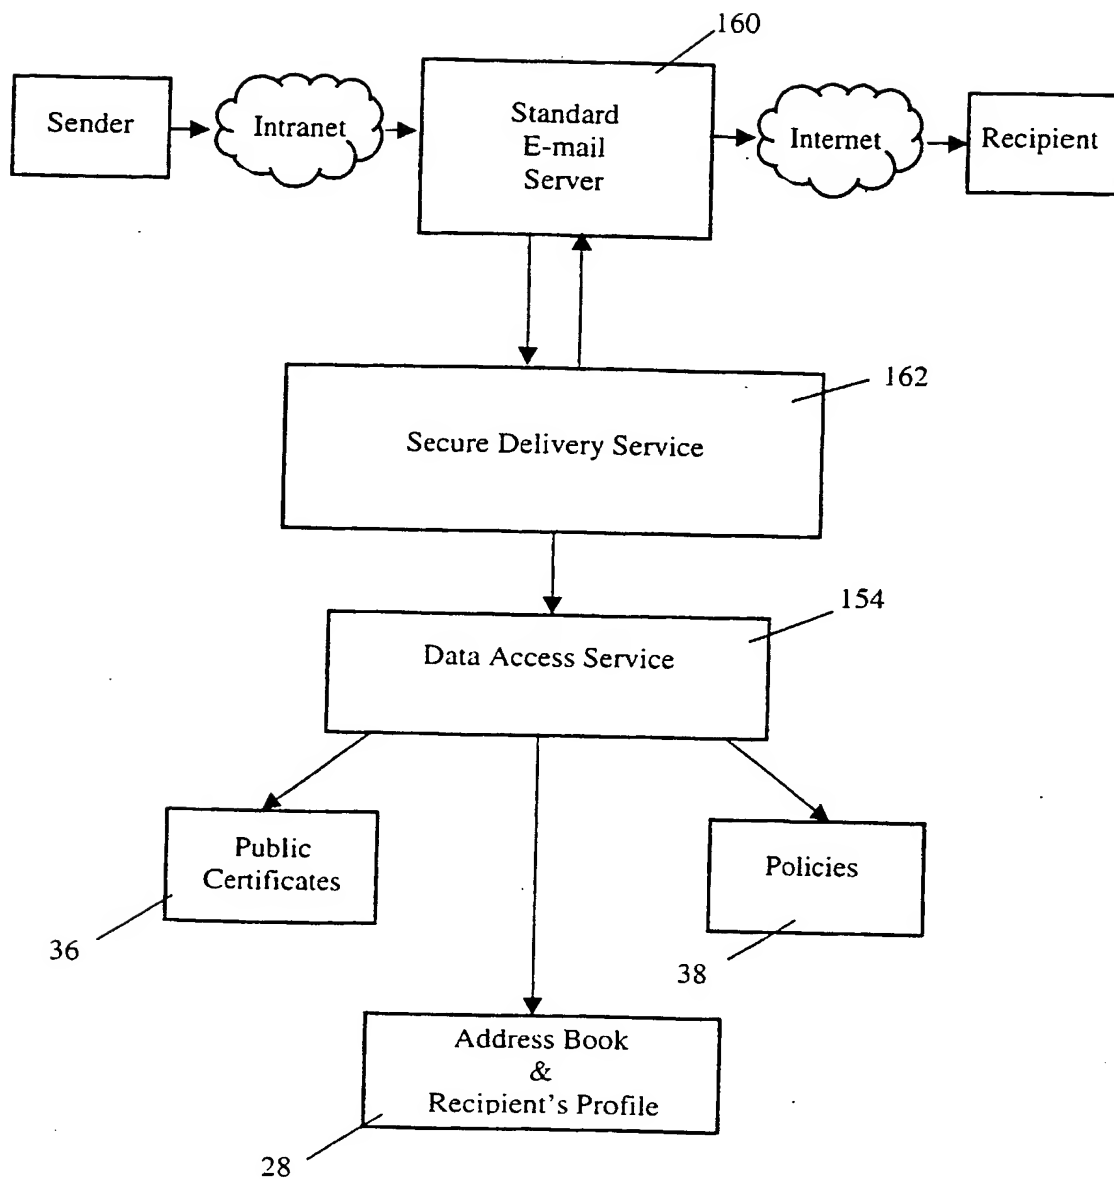 160
Sender
Intranet
Standard
E-mail
Server
Internet
Recipient
162
Secure Delivery Service
154
Data Access Service
Public
Certificates
Policies
36
38
Address Book
&
Recipient's Profile
28